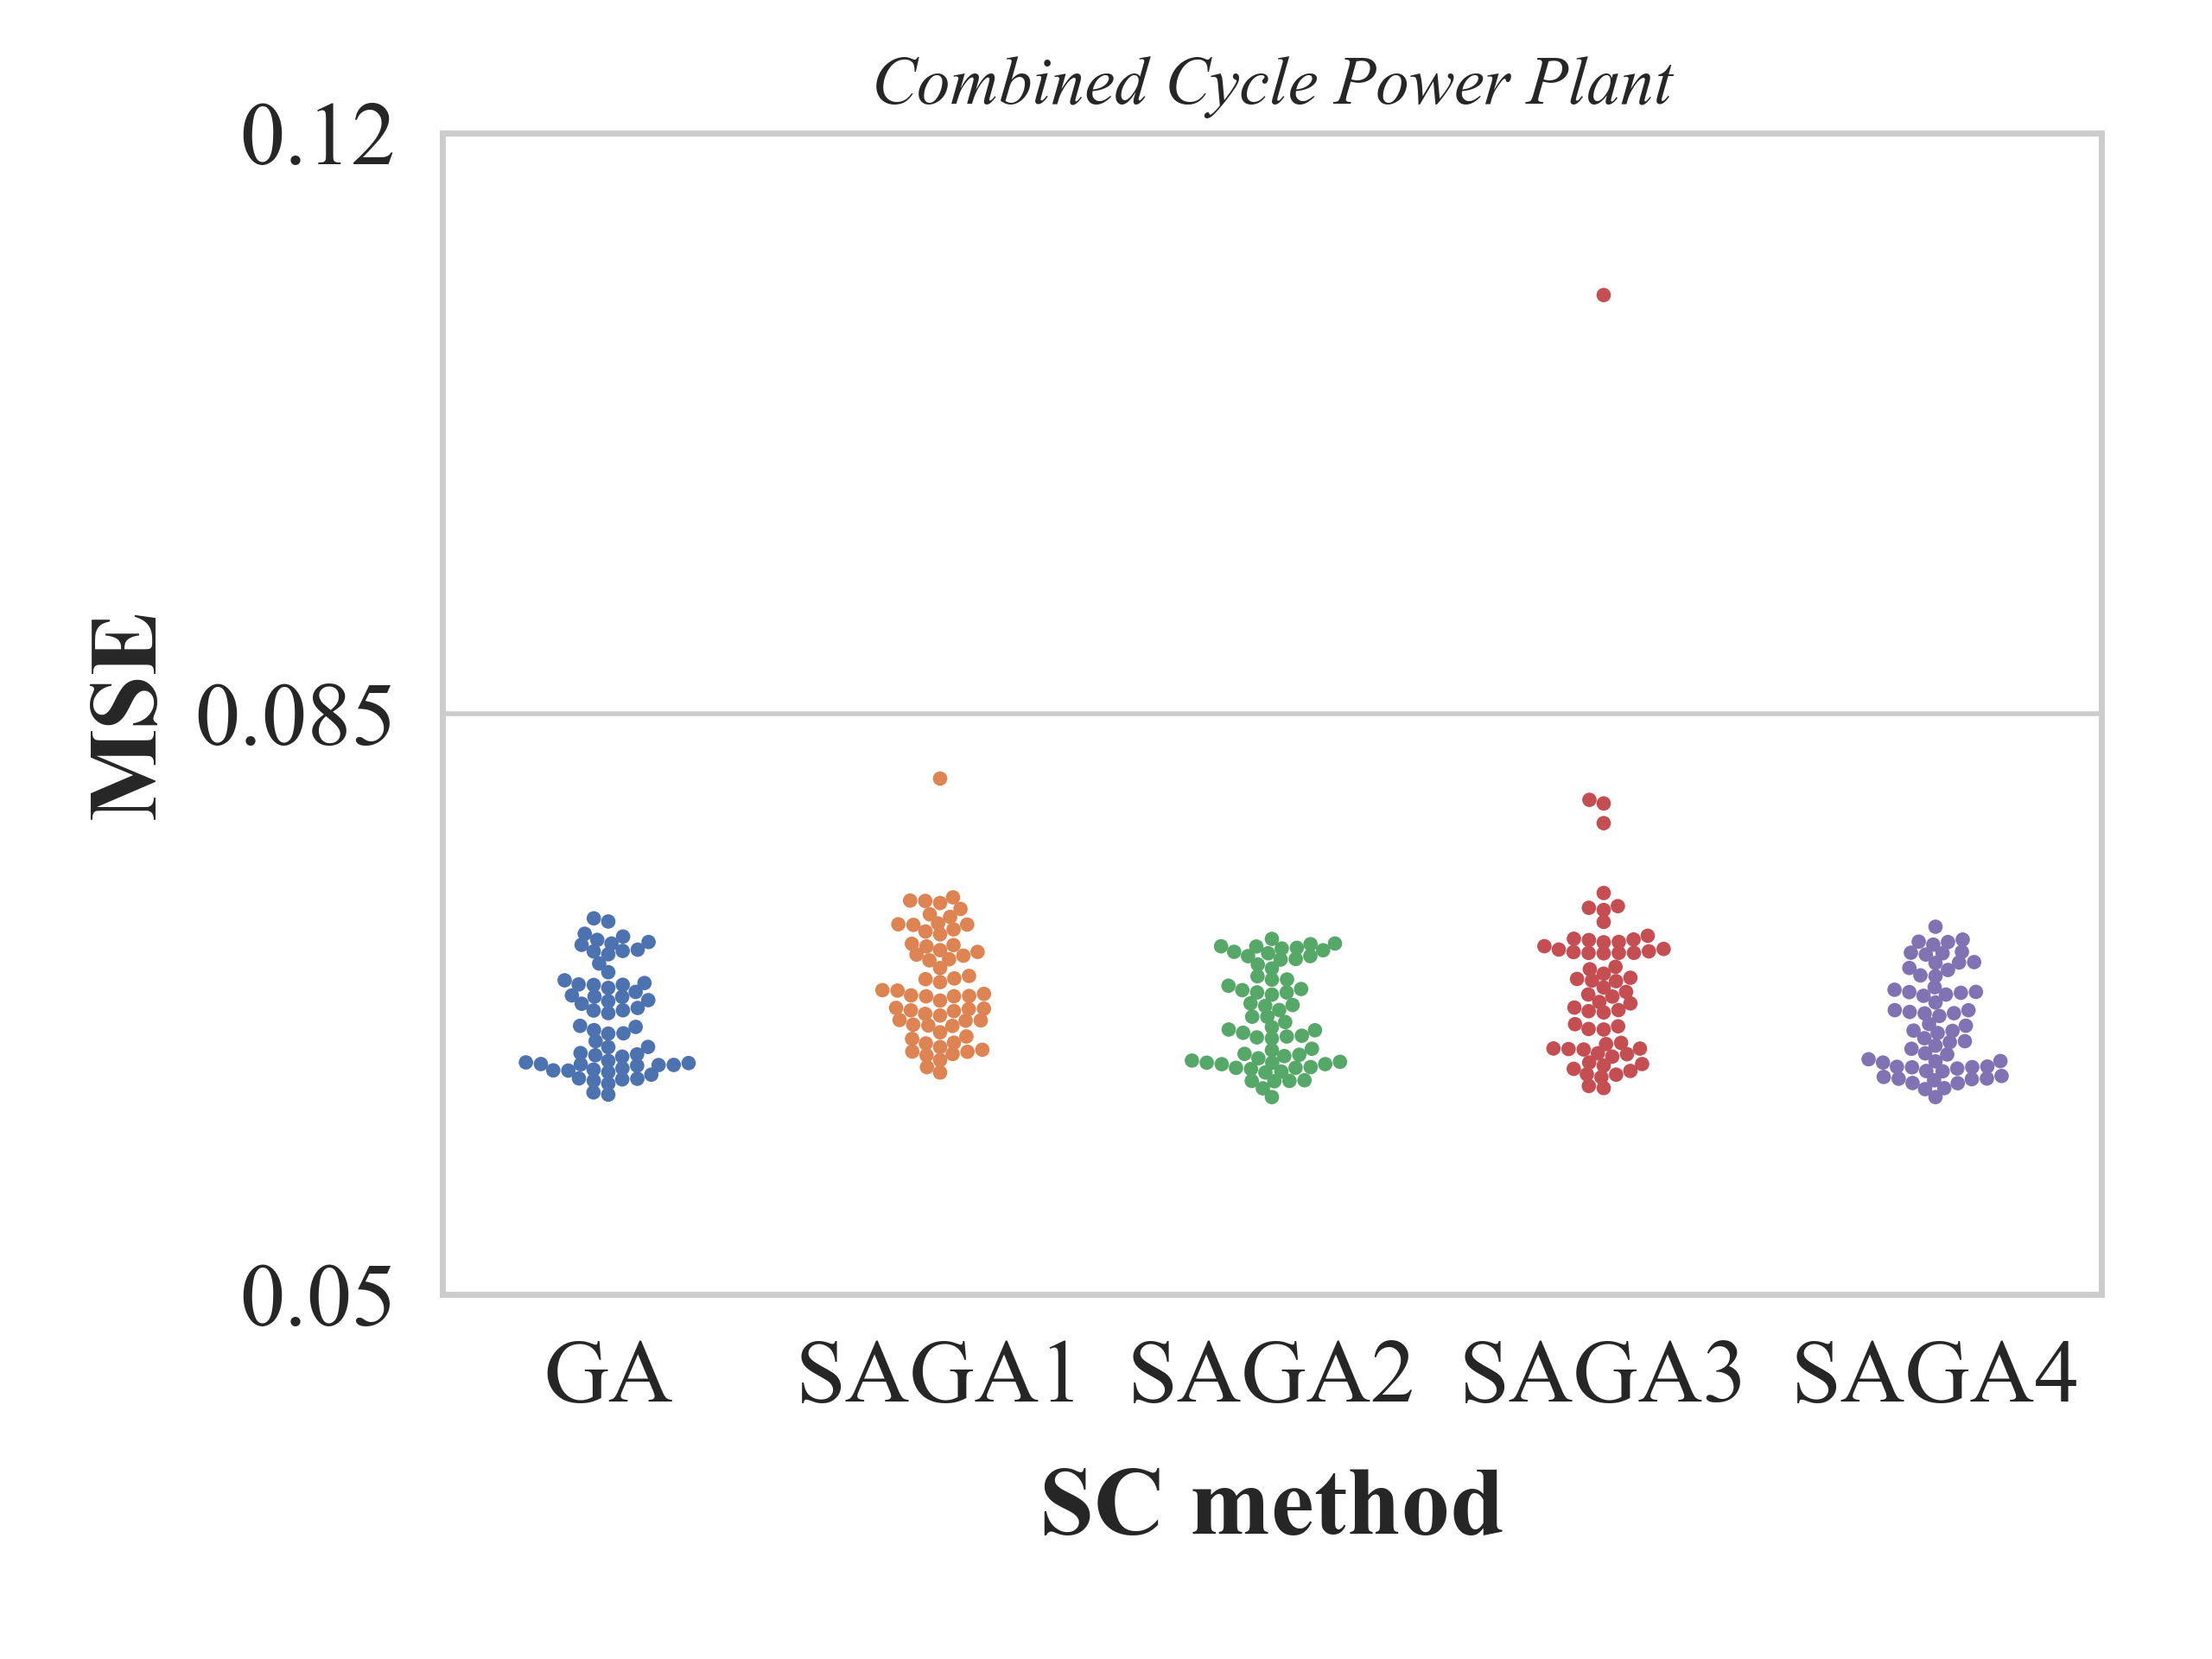 Combined Cycle Power Plant
0.12
0.085
0.05
MSE
GA SAGA1 SAGA2 SAGA3 SAGA4
SC method